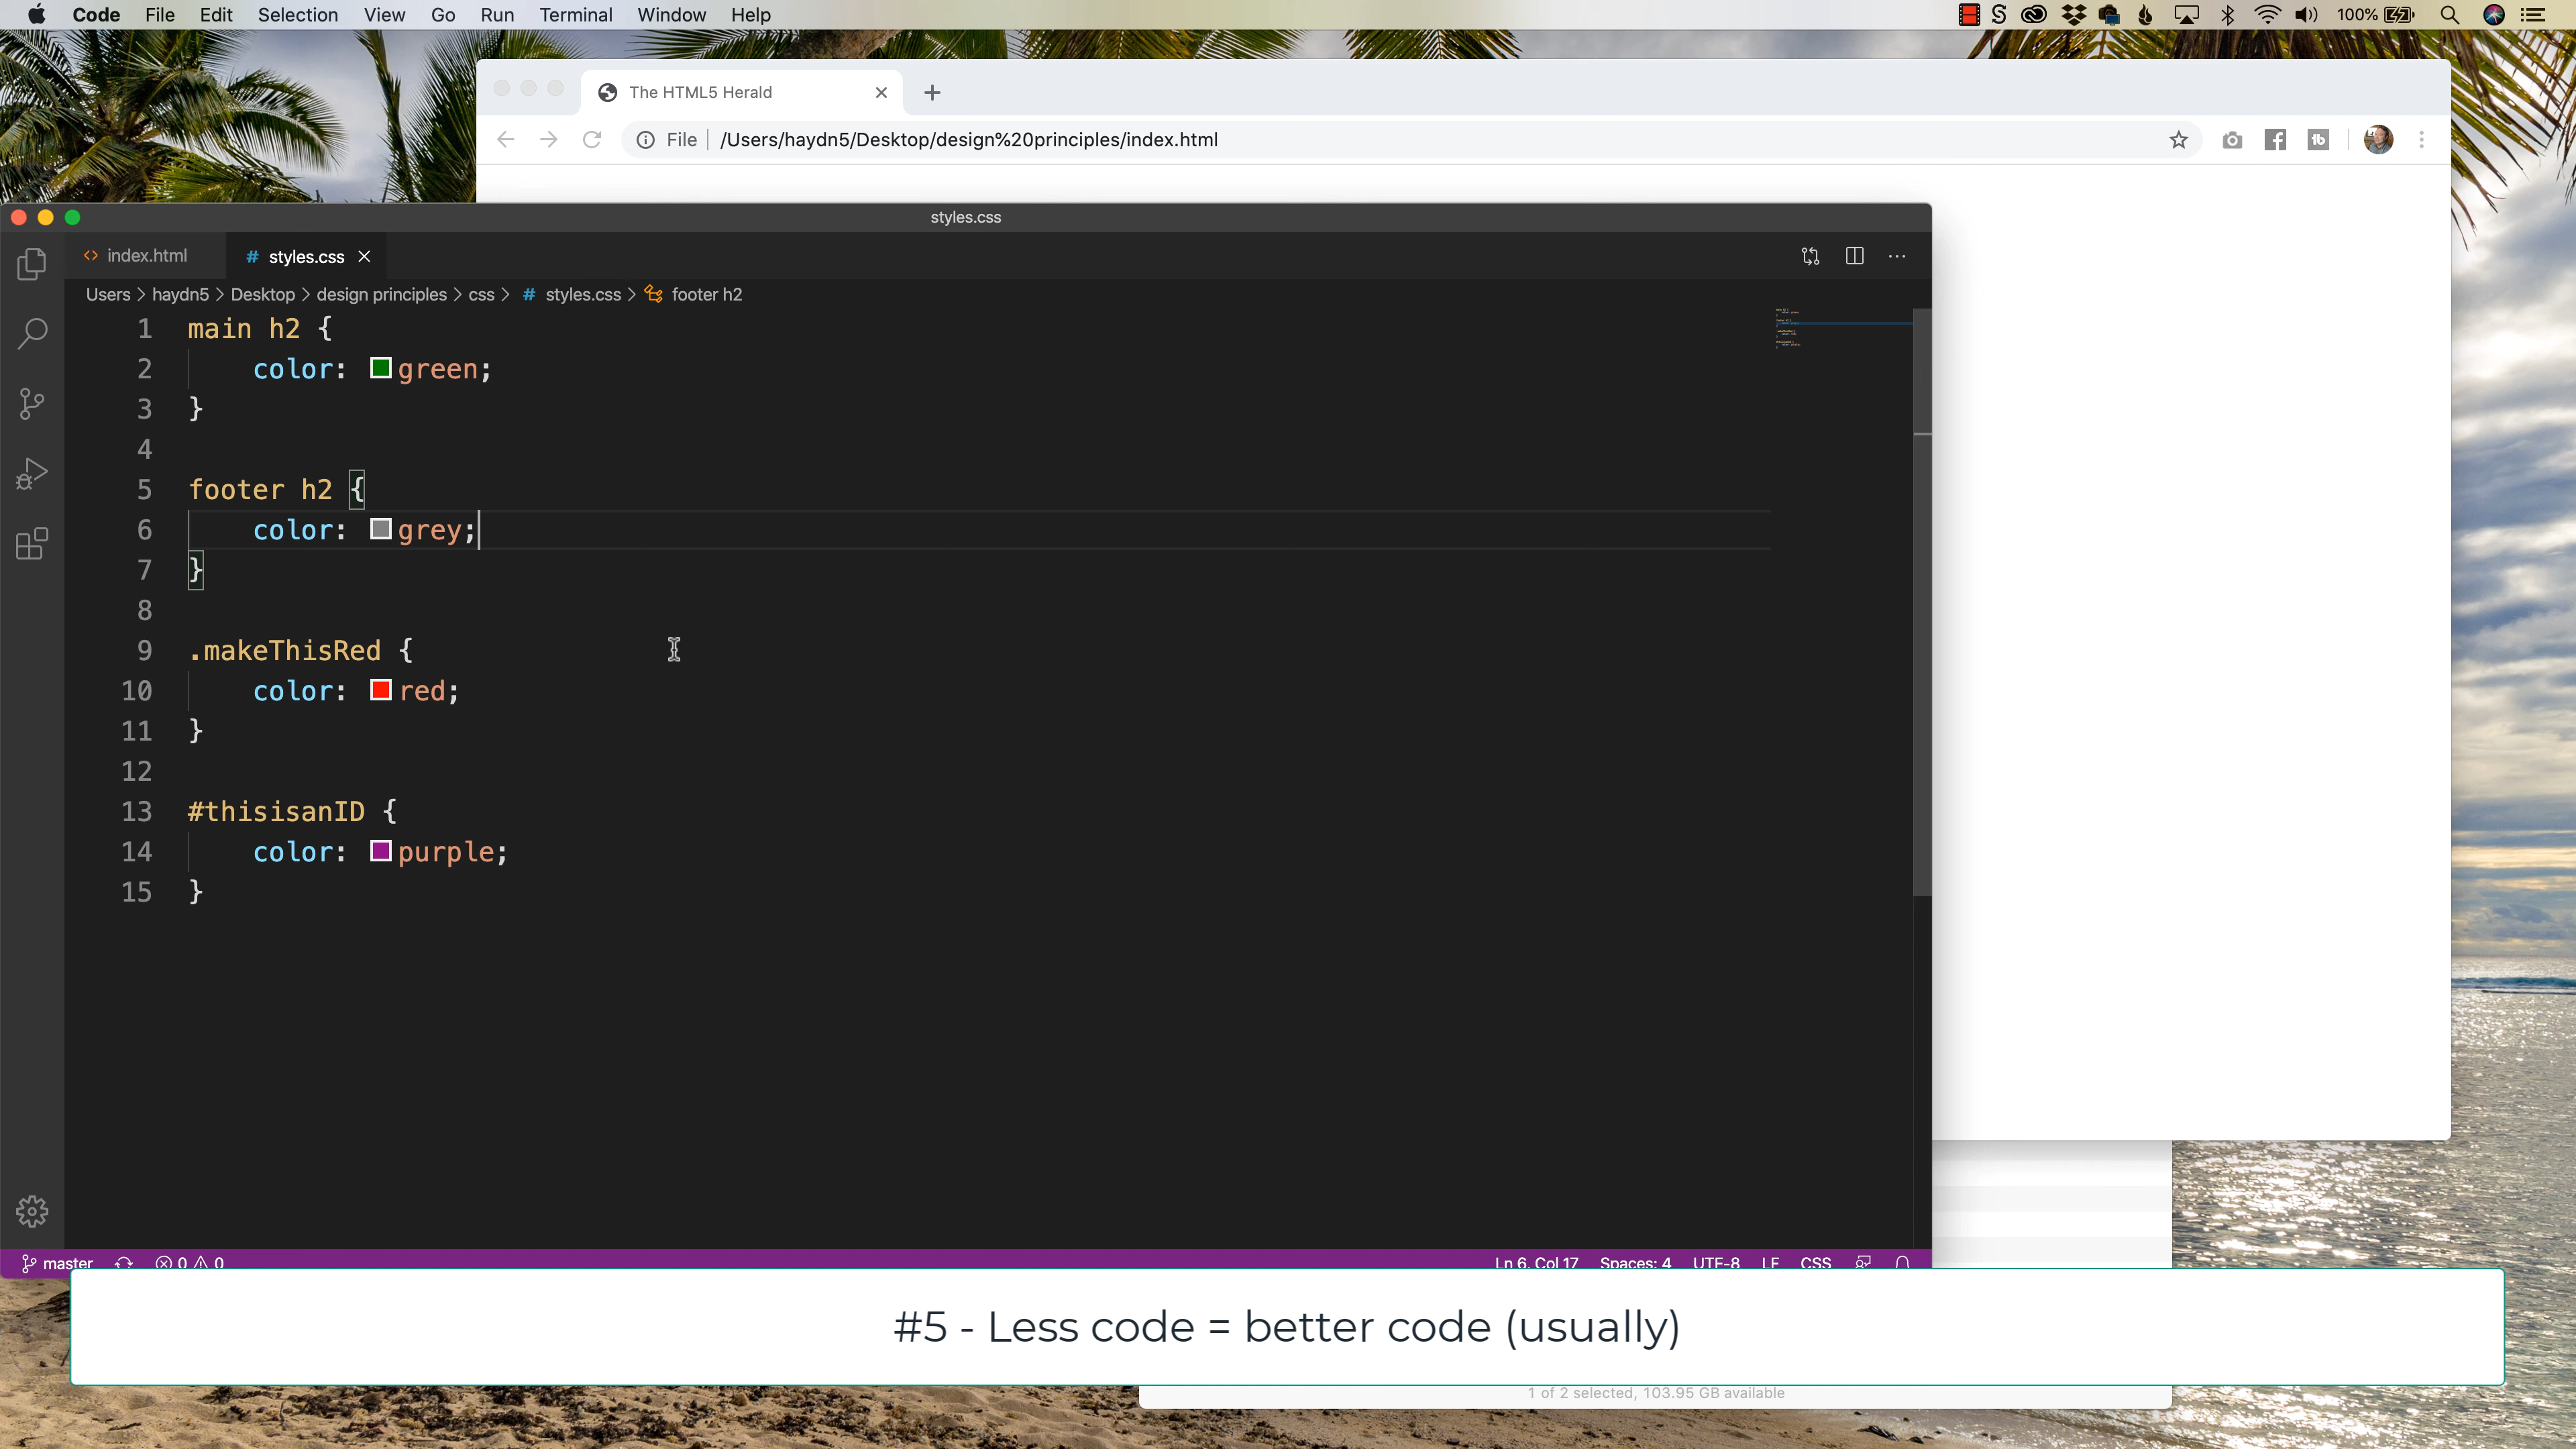 Code File Edit Selection View Go Run Terminal Window Help 100%
The HTML5 Herald
File /Users/haydn5/Desktop/design%20principles/index.html
styles.css
index.html # styles.css
Users > haydn5 > Desktop > design principles > css > # styles.css > footer h2
1 main h2 {
2 color: green;
3 }
4
5 footer h2 {
6 color: grey;
7 }
8
9 .makeThisRed {
10 color: red;
11 }
12
13 #thisisanID {
14 color: purple;
15 }
master 0 0 Ln 6, Col 17 Spaces: 4 UTF-8 LF CSS
#5 - Less code = better code (usually)
1 of 2 selected, 103.95 GB available